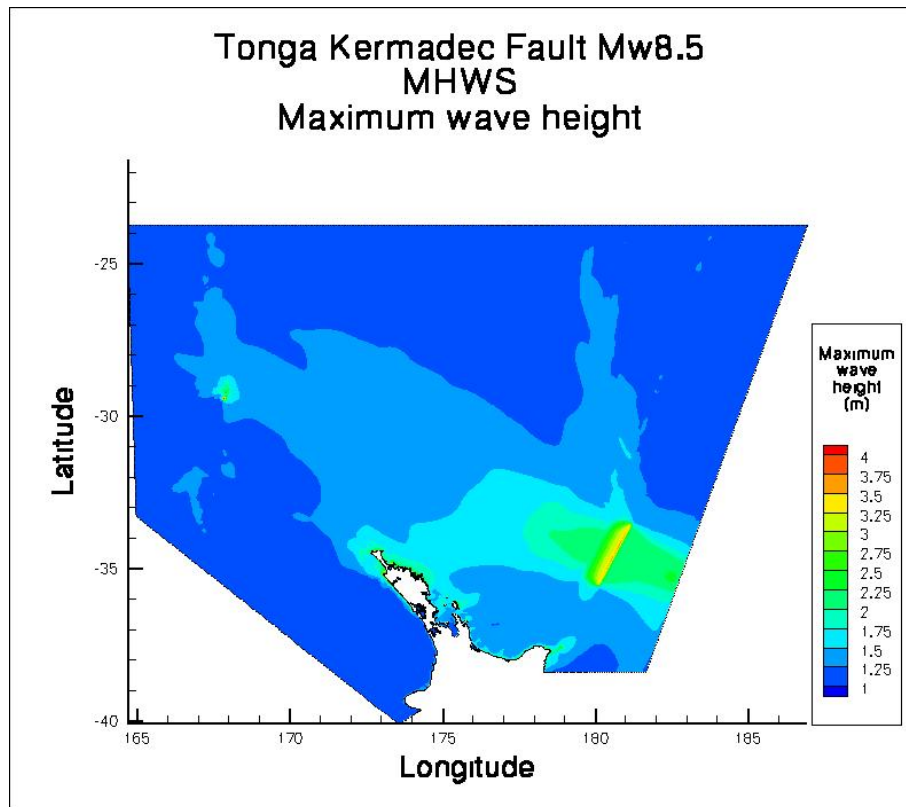 Tonga Kermadec Fault Mw8.5
MHWS
Maximum wave height
Latitude
-25
-30
-35
-40
165
170
175
180
185
Longitude
Maximum
wave
height
(m)
4
3.75
3.5
3.25
3
2.75
2.5
2.25
2
1.75
1.5
1.25
1